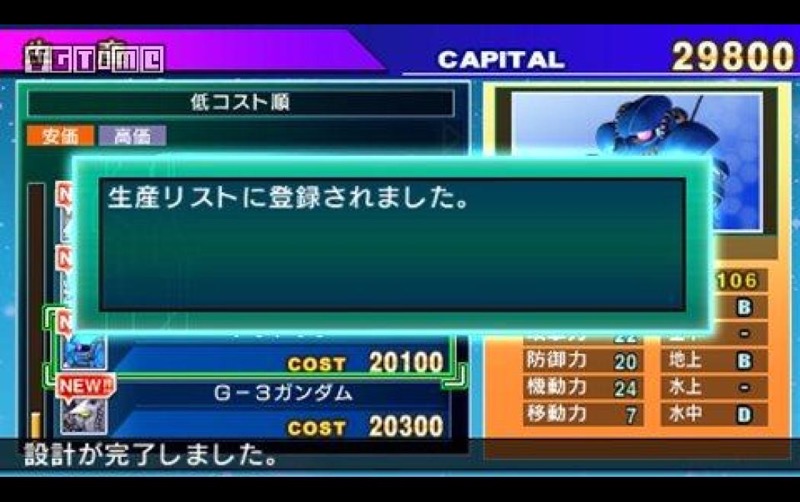 VGTIME
CAPITAL 29800
低コスト順
安価 高価
生産リストに登録されました。
106
B
22 -
COST 20100
防御力 20 地上 B
NEW!!
G-3ガンダム
機動力 24 水上 -
COST 20300
移動力 7 水中 D
設計が完了しました。